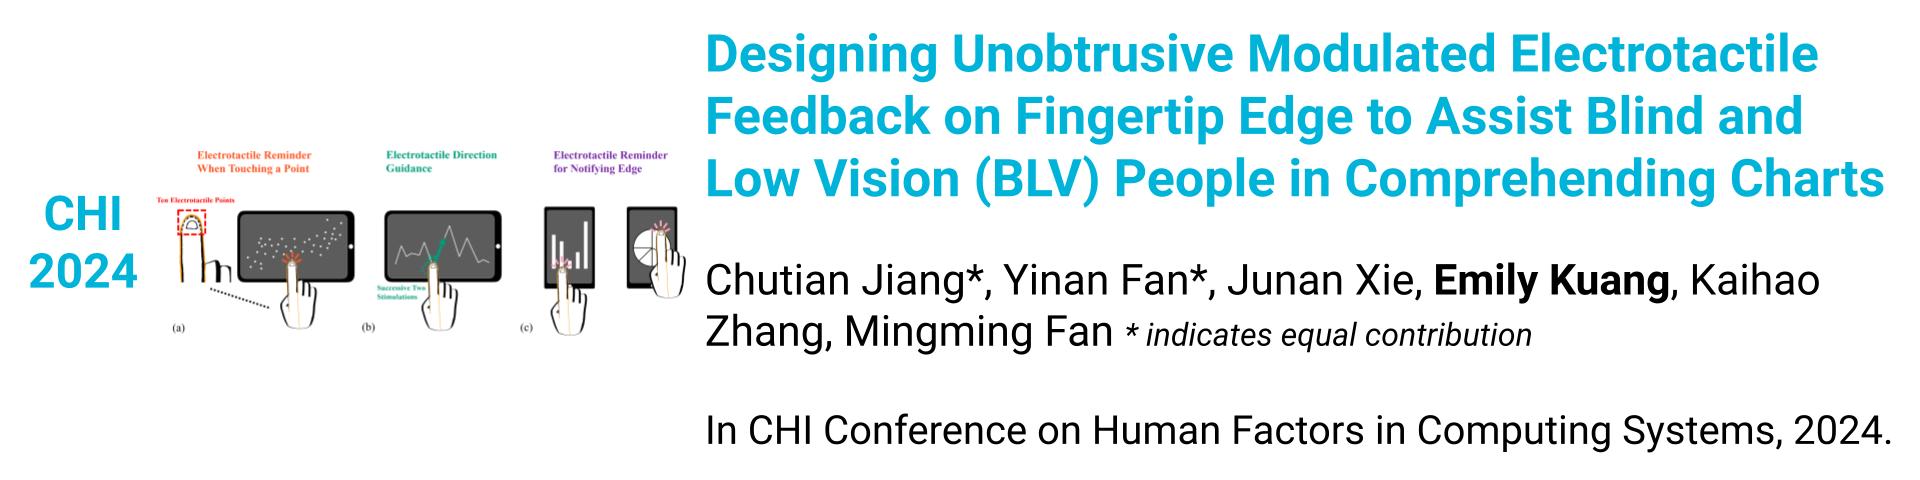 CHI
2024
Electrotactile Reminder
When Touching a Point
Ten Electrotactile Points
(a)
Electrotactile Direction
Guidance
Successive Two
Stimulations
(b)
Electrotactile Reminder
for Notifying Edge
(c)
Designing Unobtrusive Modulated Electrotactile
Feedback on Fingertip Edge to Assist Blind and
Low Vision (BLV) People in Comprehending Charts
Chutian Jiang*, Yinan Fan*, Junan Xie, Emily Kuang, Kaihao
Zhang, Mingming Fan * indicates equal contribution
In CHI Conference on Human Factors in Computing Systems, 2024.